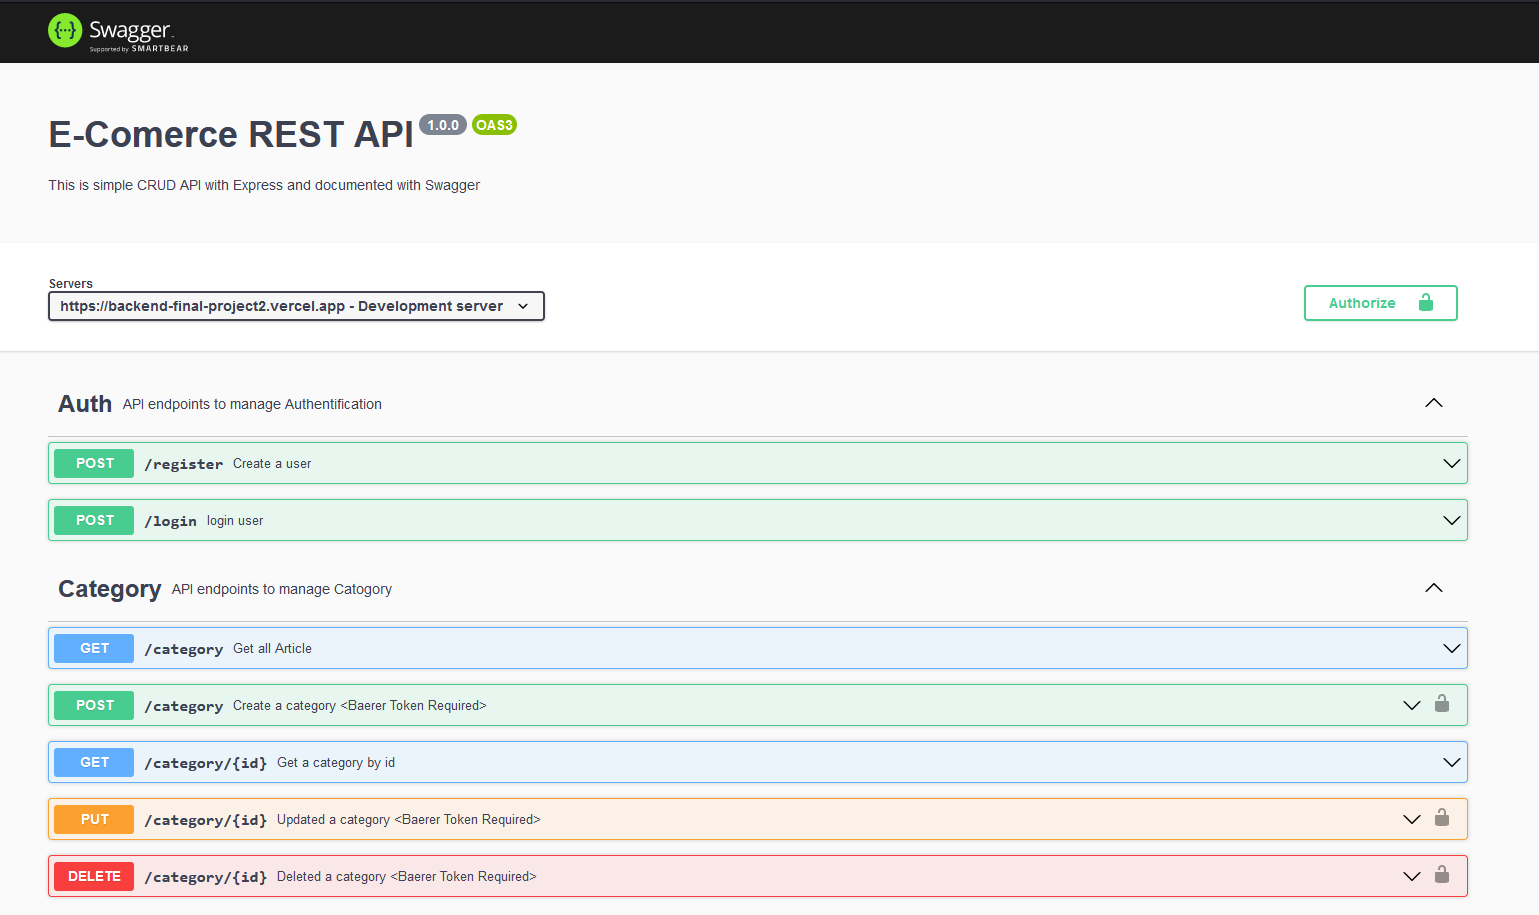 Swagger.
Supported by SMARTBEAR
E-Comerce REST API 1.0.0 OAS3
This is simple CRUD API with Express and documented with Swagger
Servers
https://backend-final-project2.vercel.app - Development server
Authorize
Auth API endpoints to manage Authentification
POST /register Create a user
POST /login login user
Category API endpoints to manage Catogory
GET /category Get all Article
POST /category Create a category <Baerer Token Required>
GET /category/{id} Get a category by id
PUT /category/{id} Updated a category <Baerer Token Required>
DELETE /category/{id} Deleted a category <Baerer Token Required>